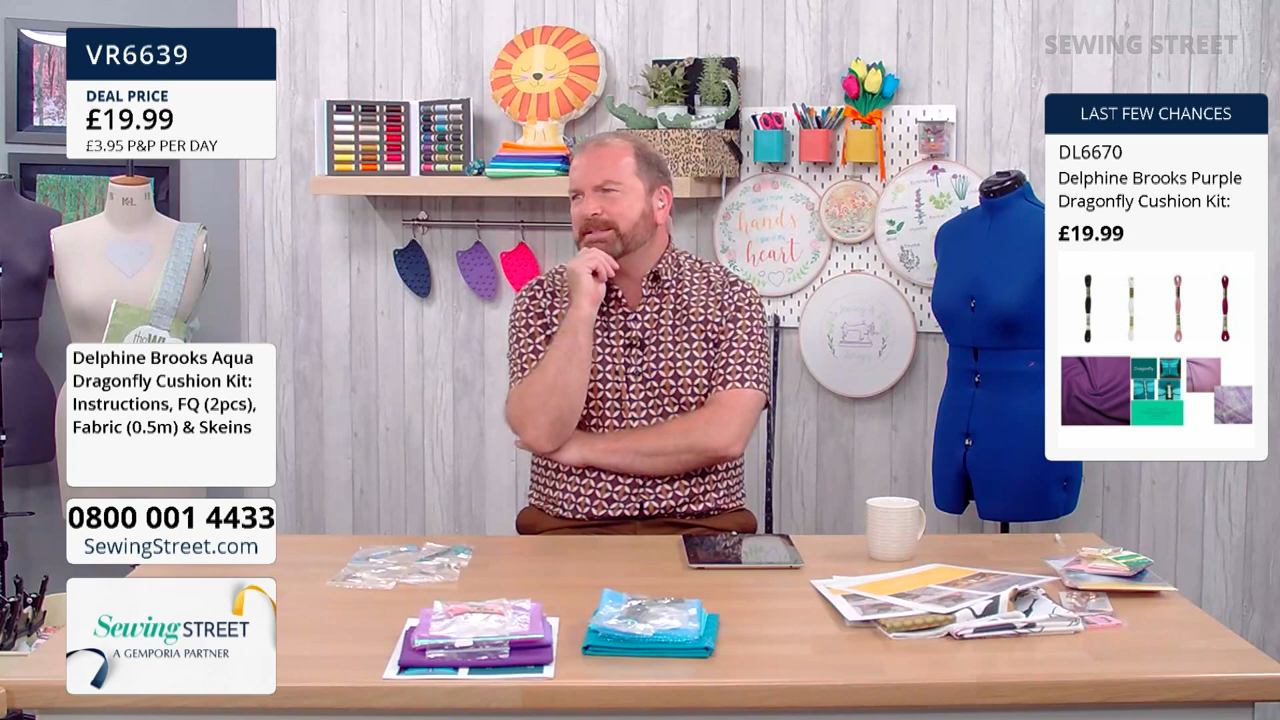 VR6639
DEAL PRICE
£19.99
£3.95 P&P PER DAY
Delphine Brooks Aqua
Dragonfly Cushion Kit:
Instructions, FQ (2pcs),
Fabric (0.5m) & Skeins
0800 001 4433
SewingStreet.com
Sewing STREET
A GEMPORIA PARTNER
hands
heart
SEWING STREET
LAST FEW CHANCES
DL6670
Delphine Brooks Purple
Dragonfly Cushion Kit:
£19.99
Dragonfly